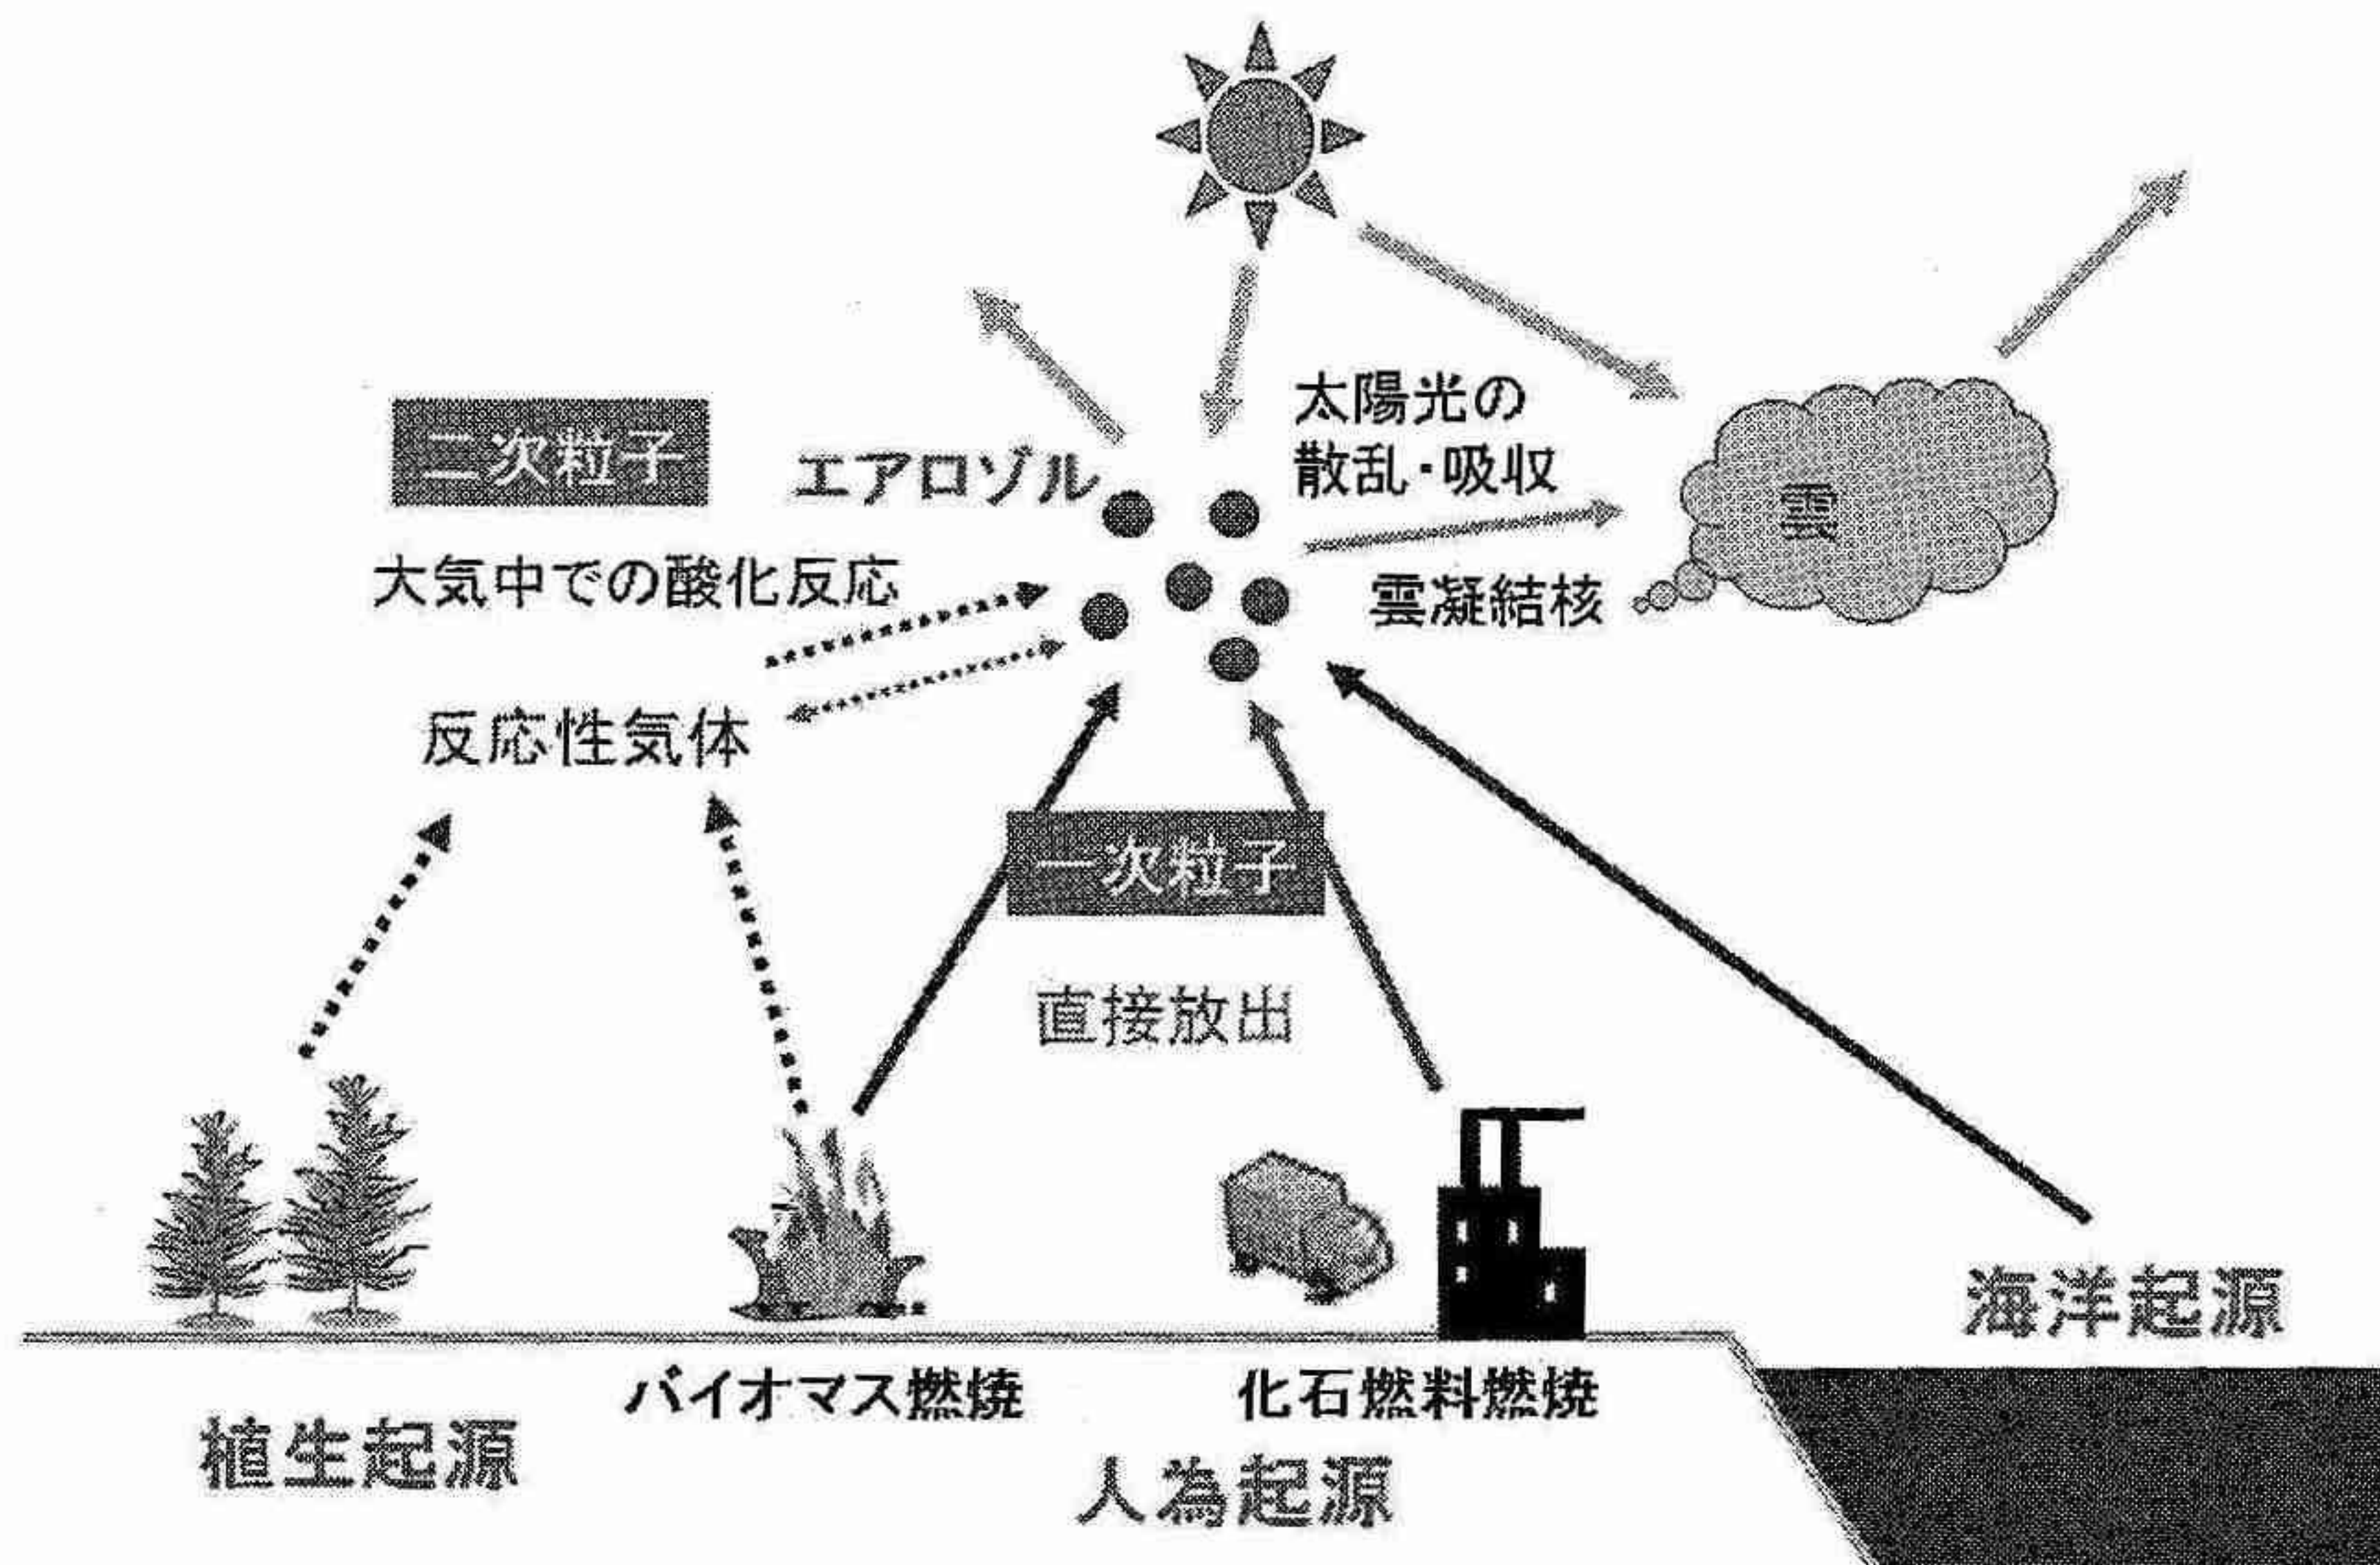 太陽光の
散乱・吸収
二次粒子
エアロゾル
雲
大気中での酸化反応
雲凝結核
反応性気体
一次粒子
直接放出
海洋起源
バイオマス燃焼
化石燃料燃焼
植生起源
人為起源